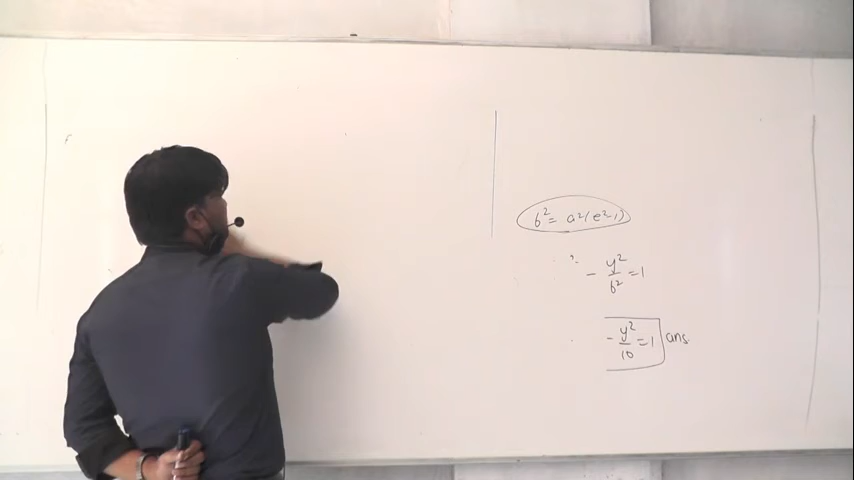 b² = a²(e²-1)
- y²/b² = 1
- y²/10 = 1 ans.